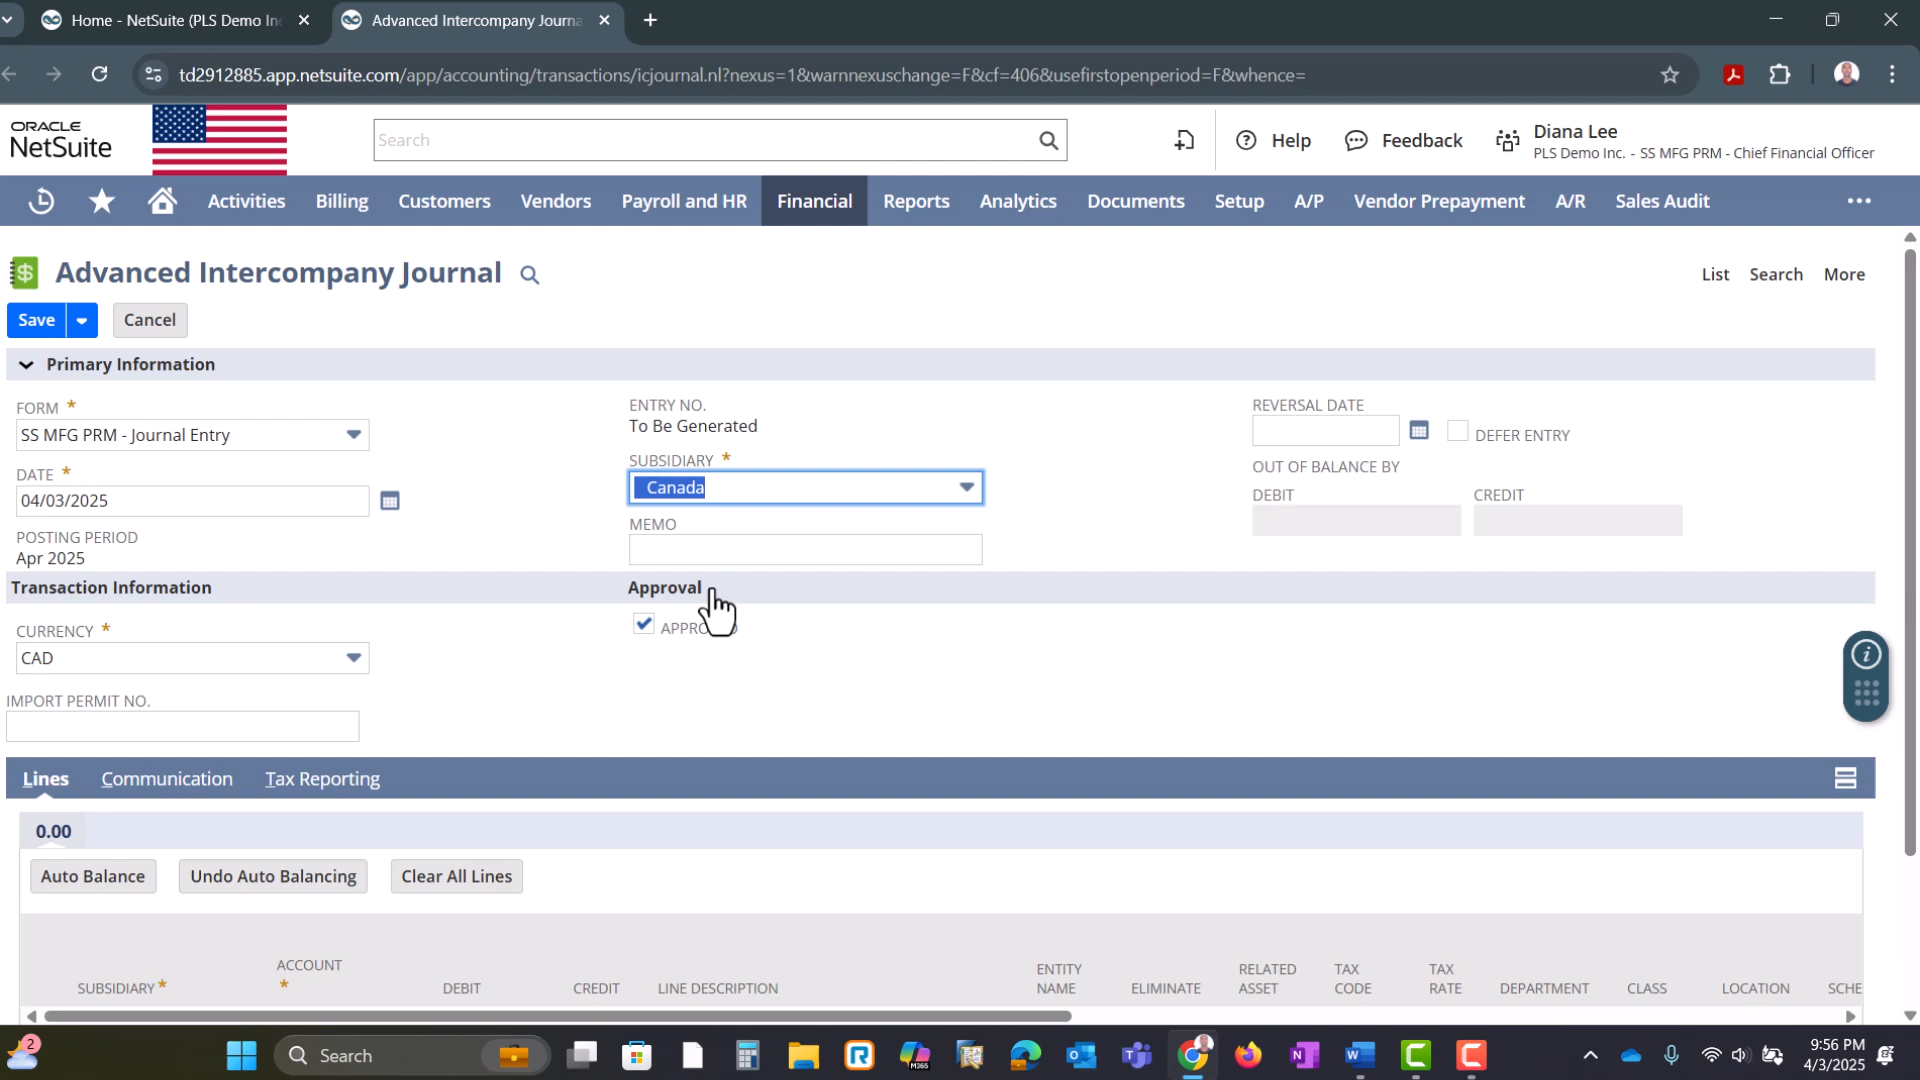 Home - NetSuite (PLS Demo Inc
Advanced Intercompany Journa
td2912885.app.netsuite.com/app/accounting/transactions/icjournal.nl?nexus=1&warnnexuschange=F&cf=406&usefirstopenperiod=F&whence=
ORACLE
NetSuite
Search
Help
Feedback
Diana Lee
PLS Demo Inc. - SS MFG PRM - Chief Financial Officer
Activities Billing Customers Vendors Payroll and HR Financial Reports Analytics Documents Setup A/P Vendor Prepayment A/R Sales Audit
Advanced Intercompany Journal
List Search More
Save
Cancel
Primary Information
FORM *
SS MFG PRM - Journal Entry
DATE *
04/03/2025
POSTING PERIOD
Apr 2025
ENTRY NO.
To Be Generated
SUBSIDIARY *
Canada
MEMO
REVERSAL DATE
DEFER ENTRY
OUT OF BALANCE BY
DEBIT CREDIT
Transaction Information
Approval
CURRENCY *
CAD
IMPORT PERMIT NO.
Lines Communication Tax Reporting
0.00
Auto Balance Undo Auto Balancing Clear All Lines
SUBSIDIARY *
ACCOUNT *
DEBIT
CREDIT
LINE DESCRIPTION
ENTITY NAME
ELIMINATE
RELATED ASSET
TAX CODE
TAX RATE
DEPARTMENT
CLASS
LOCATION
SCHE
2
Search
M365
9:56 PM
4/3/2025